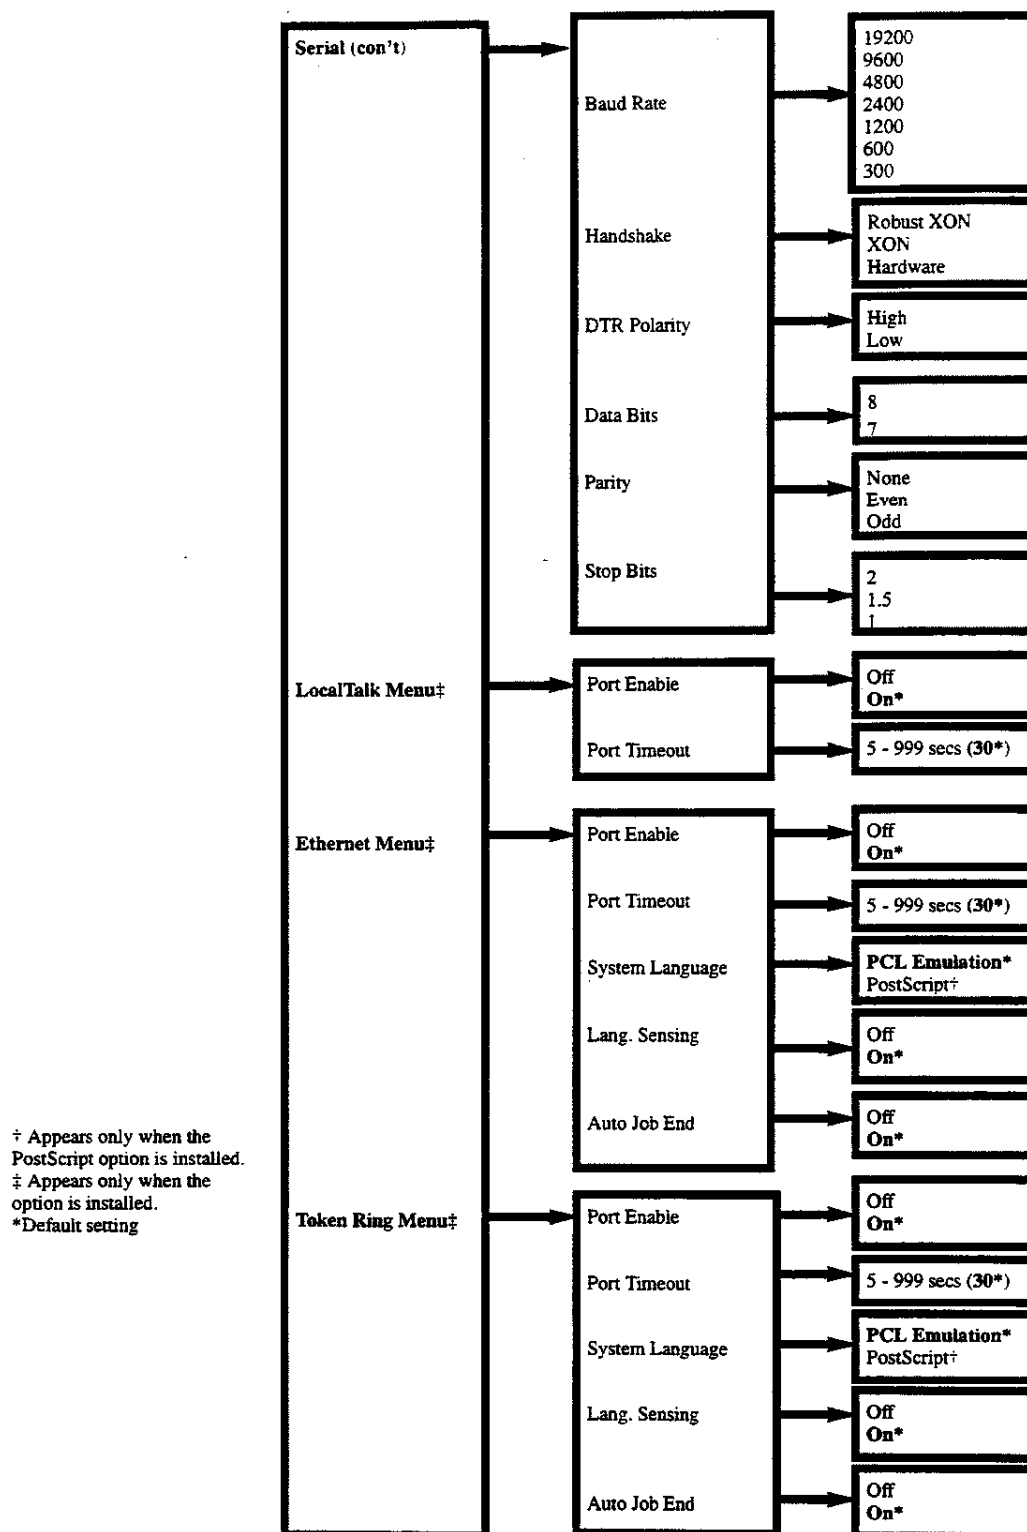 Serial (con't)
Baud Rate
19200
9600
4800
2400
1200
600
300
Handshake
Robust XON
XON
Hardware
DTR Polarity
High
Low
Data Bits
8
7
Parity
None
Even
Odd
Stop Bits
2
1.5
1
LocalTalk Menu‡
Port Enable
Off
On*
Port Timeout
5 - 999 secs (30*)
Ethernet Menu‡
Port Enable
Off
On*
Port Timeout
5 - 999 secs (30*)
System Language
PCL Emulation*
PostScript†
Lang. Sensing
Off
On*
Auto Job End
Off
On*
† Appears only when the
PostScript option is installed.
‡ Appears only when the
option is installed.
*Default setting
Token Ring Menu‡
Port Enable
Off
On*
Port Timeout
5 - 999 secs (30*)
System Language
PCL Emulation*
PostScript†
Lang. Sensing
Off
On*
Auto Job End
Off
On*